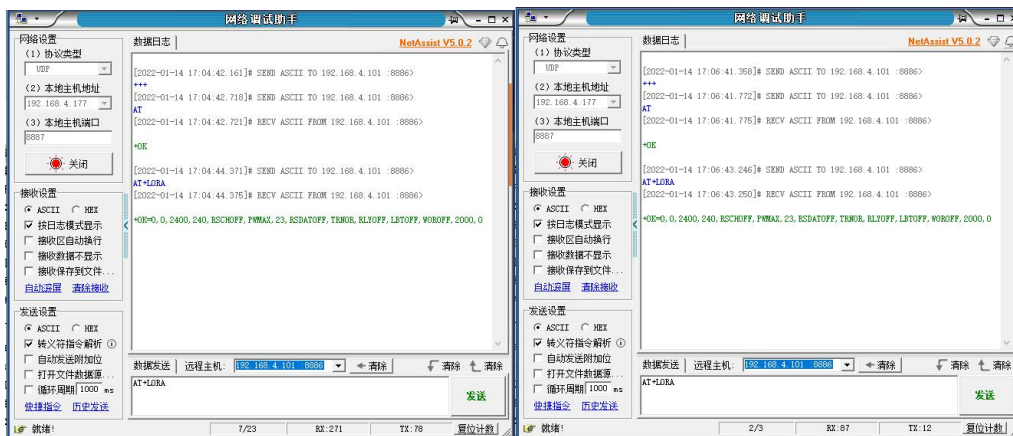 网络调试助手
网络设置
(1) 协议类型
UDP
(2) 本地主机地址
192.168.4.177
(3) 本地主机端口
8887
关闭
接收设置
ASCII HEX
按日志模式显示
接收区自动换行
接收数据不显示
接收保存到文件...
自动滚屏 清除接收
发送设置
ASCII HEX
转义符指令解析
自动发送附加位
打开文件数据源...
循环周期 1000 ms
快捷指令 历史发送
就绪!
数据日志
NetAssist V5.0.2
[2022-01-14 17:04:42.161]# SEND ASCII TO 192.168.4.101 :8886>
+++
[2022-01-14 17:04:42.718]# SEND ASCII TO 192.168.4.101 :8886>
AT
[2022-01-14 17:04:42.721]# RECV ASCII FROM 192.168.4.101 :8886>
+OK
[2022-01-14 17:04:44.371]# SEND ASCII TO 192.168.4.101 :8886>
AT+LORA
[2022-01-14 17:04:44.375]# RECV ASCII FROM 192.168.4.101 :8886>
+OK=0,0,2400,240,RSCHOFF,PWMAX,23,RSDATOFF,TRNOR,RLYOFF,LBTOFF,WOROFF,2000,0
数据发送 远程主机: 192.168.4.101 :8886 清除 清除 清除
AT+LORA
发送
7/23 RX:271 TX:78 复位计数
网络调试助手
网络设置
(1) 协议类型
UDP
(2) 本地主机地址
192.168.4.177
(3) 本地主机端口
8887
关闭
接收设置
ASCII HEX
按日志模式显示
接收区自动换行
接收数据不显示
接收保存到文件...
自动滚屏 清除接收
发送设置
ASCII HEX
转义符指令解析
自动发送附加位
打开文件数据源...
循环周期 1000 ms
快捷指令 历史发送
就绪!
数据日志
NetAssist V5.0.2
[2022-01-14 17:06:41.358]# SEND ASCII TO 192.168.4.101 :8886>
+++
[2022-01-14 17:06:41.772]# SEND ASCII TO 192.168.4.101 :8886>
AT
[2022-01-14 17:06:41.775]# RECV ASCII FROM 192.168.4.101 :8886>
+OK
[2022-01-14 17:06:43.246]# SEND ASCII TO 192.168.4.101 :8886>
AT+LORA
[2022-01-14 17:06:43.250]# RECV ASCII FROM 192.168.4.101 :8886>
+OK=0,0,2400,240,RSCHOFF,PWMAX,23,RSDATOFF,TRNOR,RLYOFF,LBTOFF,WOROFF,2000,0
数据发送 远程主机: 192.168.4.101 :8886 清除 清除 清除
AT+LORA
发送
2/3 RX:87 TX:12 复位计数